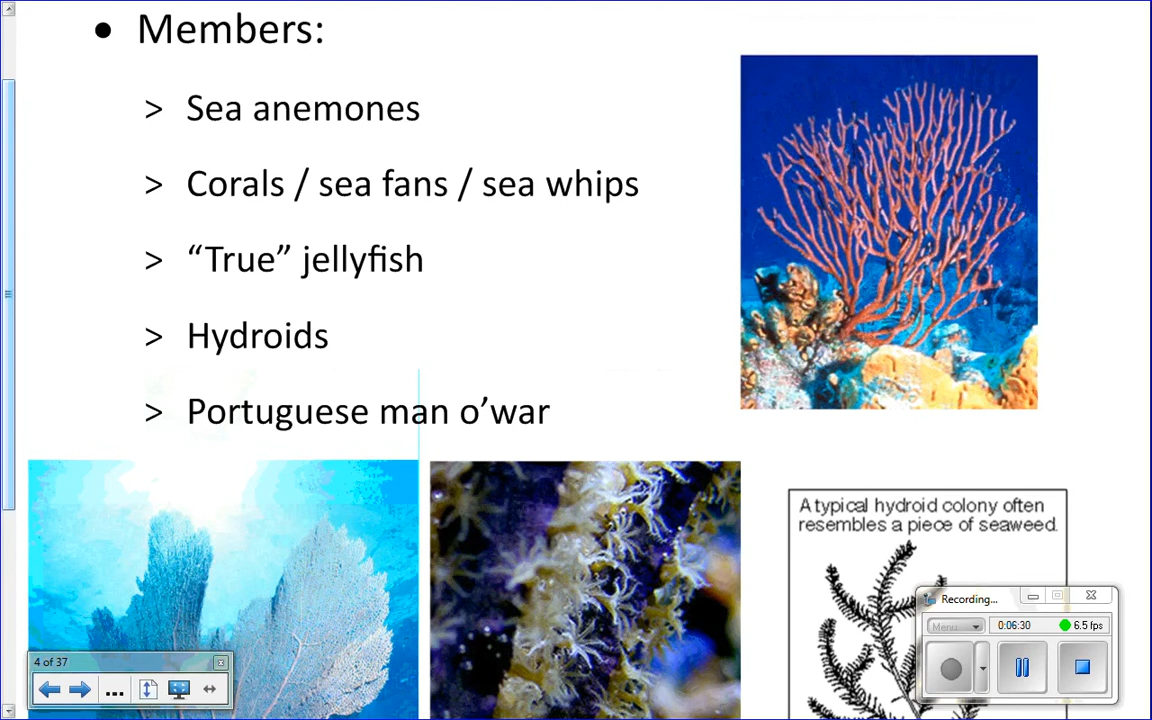 • Members:
> Sea anemones
> Corals / sea fans / sea whips
> “True” jellyfish
> Hydroids
> Portuguese man o’war
A typical hydroid colony often
resembles a piece of seaweed.
Recording...
Menu
0:06:30
6.5 fps
4 of 37